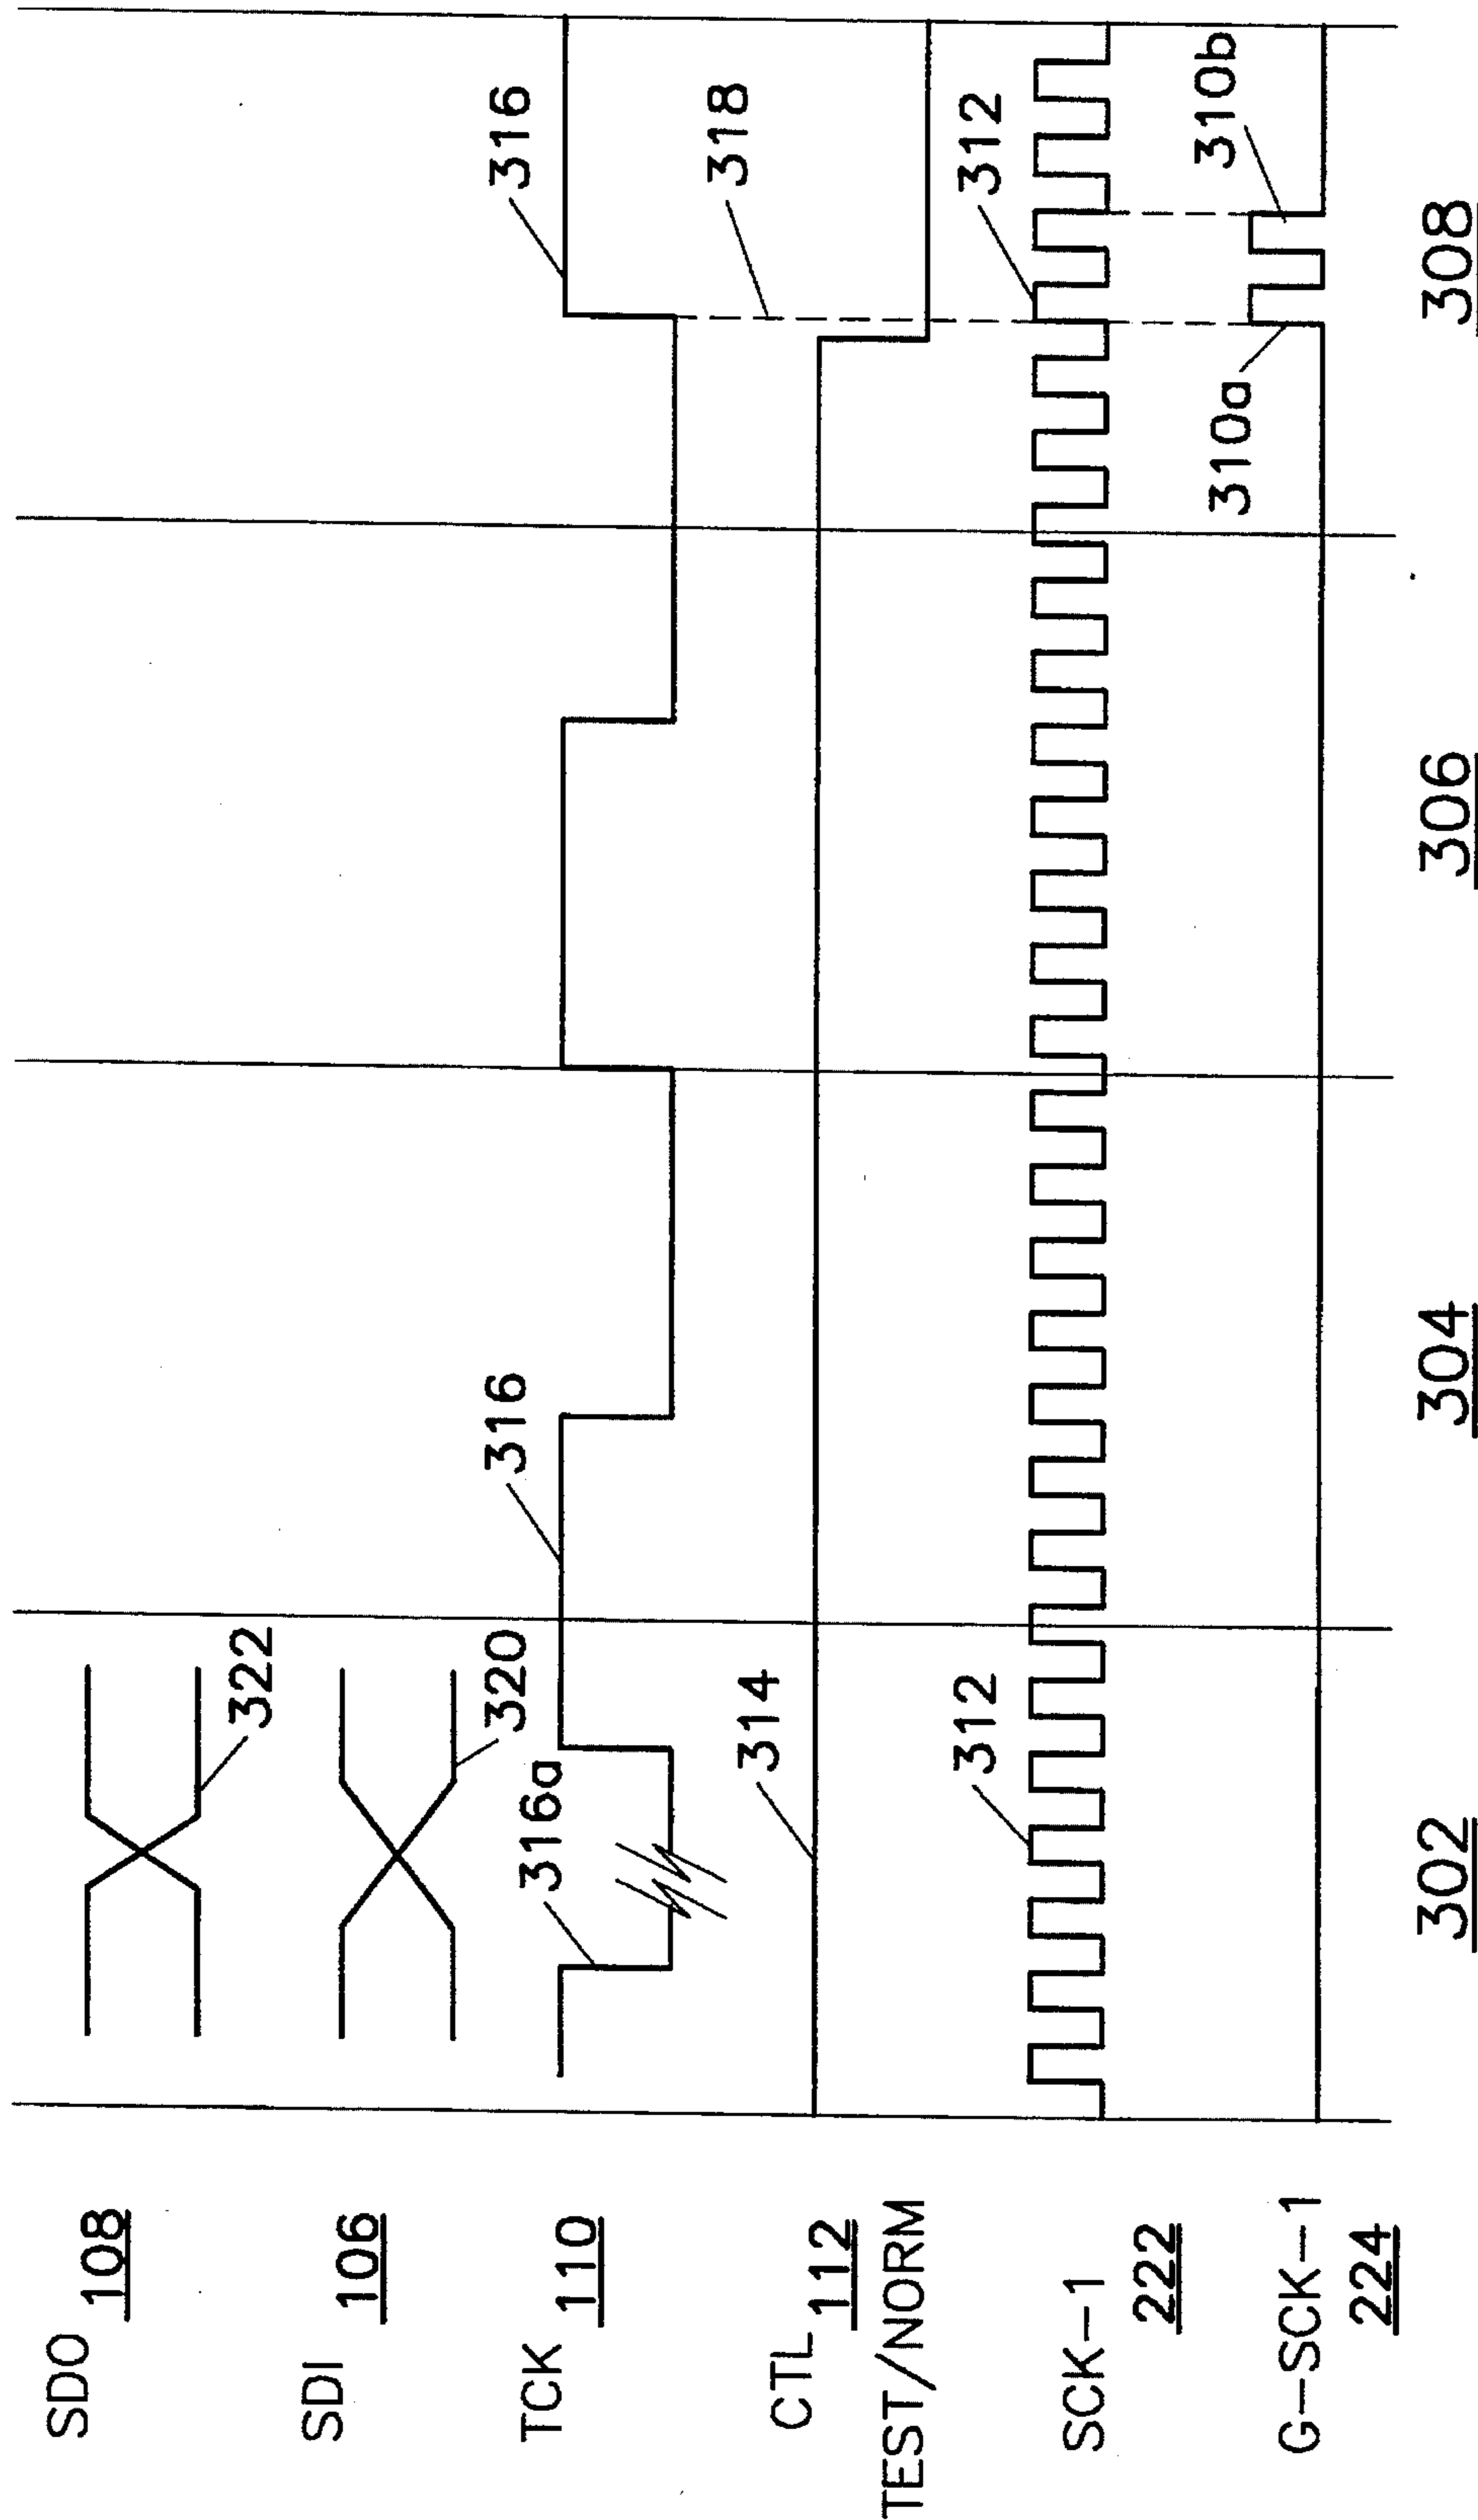 SDO 108
322
SDI 106
320
TCK 110
316a
316
316
318
CTL 112
TEST/NORM
314
SCK-1
222
312
312
G-SCK-1
224
310a
310b
302
304
306
308